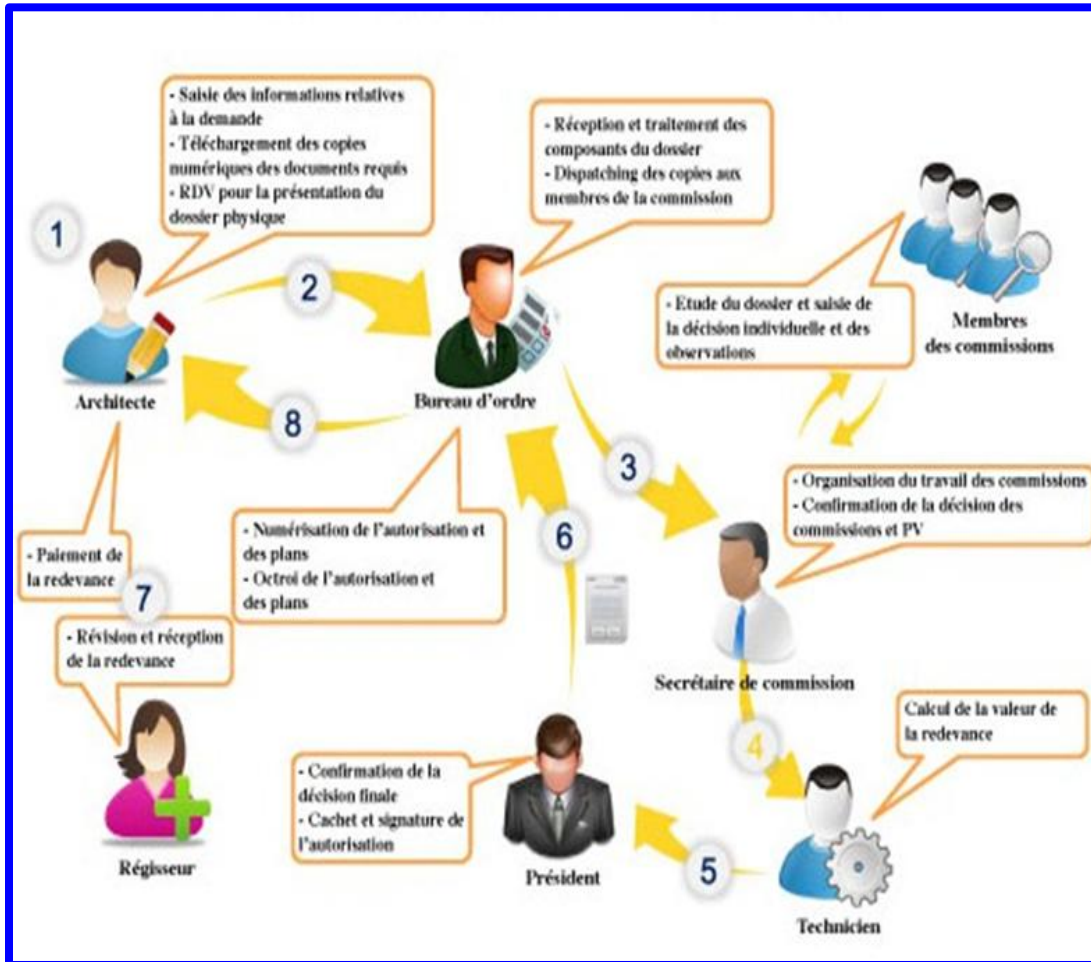 - Saisie des informations relatives
à la demande
- Téléchargement des copies
numériques des documents requis
- RDV pour la présentation du
dossier physique
1
Architecte
2
- Réception et traitement des
composants du dossier
- Dispatching des copies aux
membres de la commission
Bureau d'ordre
Membres
des commissions
- Etude du dossier et saisie de
la décision individuelle et des
observations
8
3
- Organisation du travail des commissions
- Confirmation de la décision des
commissions et PV
Secrétaire de commission
- Numérisation de l'autorisation et
des plans
- Octroi de l'autorisation et
des plans
6
- Paiement de
la redevance
7
- Révision et réception
de la redevance
Régisseur
4
Calcul de la valeur de
la redevance
Technicien
5
- Confirmation de la
décision finale
- Cachet et signature de
l'autorisation
Président